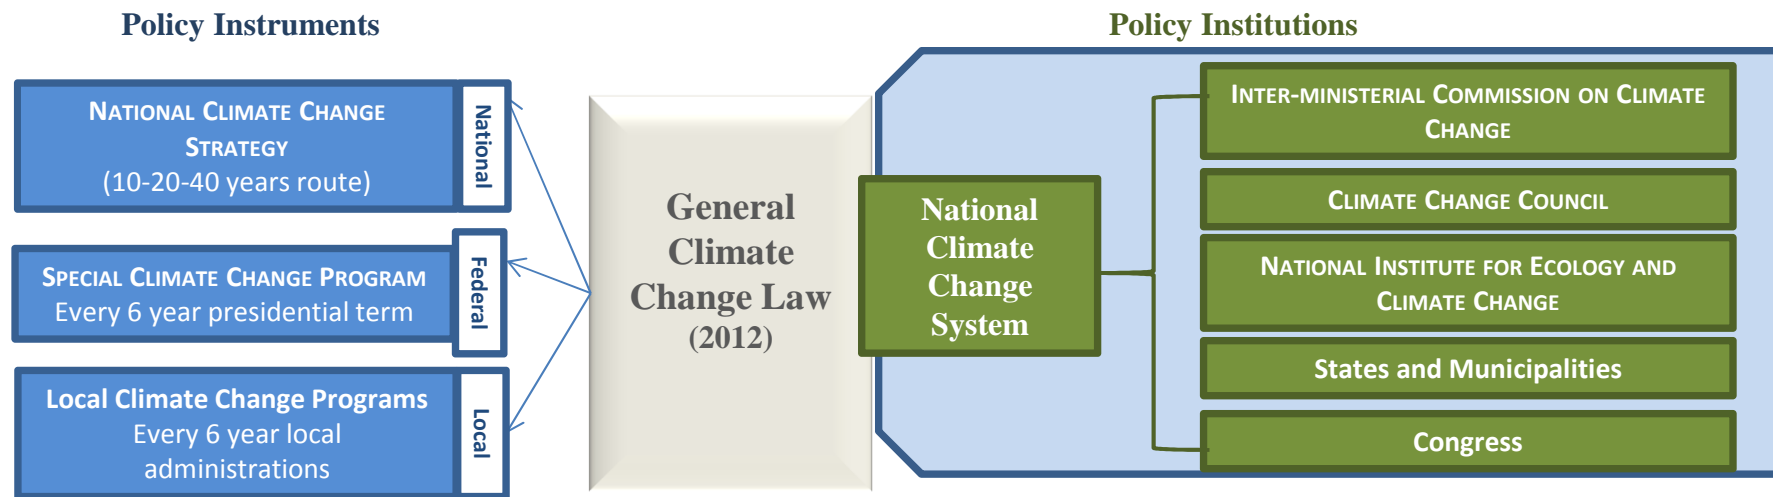 Policy Instruments
Policy Institutions
NATIONAL CLIMATE CHANGE
STRATEGY
(10-20-40 years route)
National
SPECIAL CLIMATE CHANGE PROGRAM
Every 6 year presidential term
Federal
Local Climate Change Programs
Every 6 year local
administrations
Local
General
Climate
Change Law
(2012)
National
Climate
Change
System
INTER-MINISTERIAL COMMISSION ON CLIMATE
CHANGE
CLIMATE CHANGE COUNCIL
NATIONAL INSTITUTE FOR ECOLOGY AND
CLIMATE CHANGE
States and Municipalities
Congress